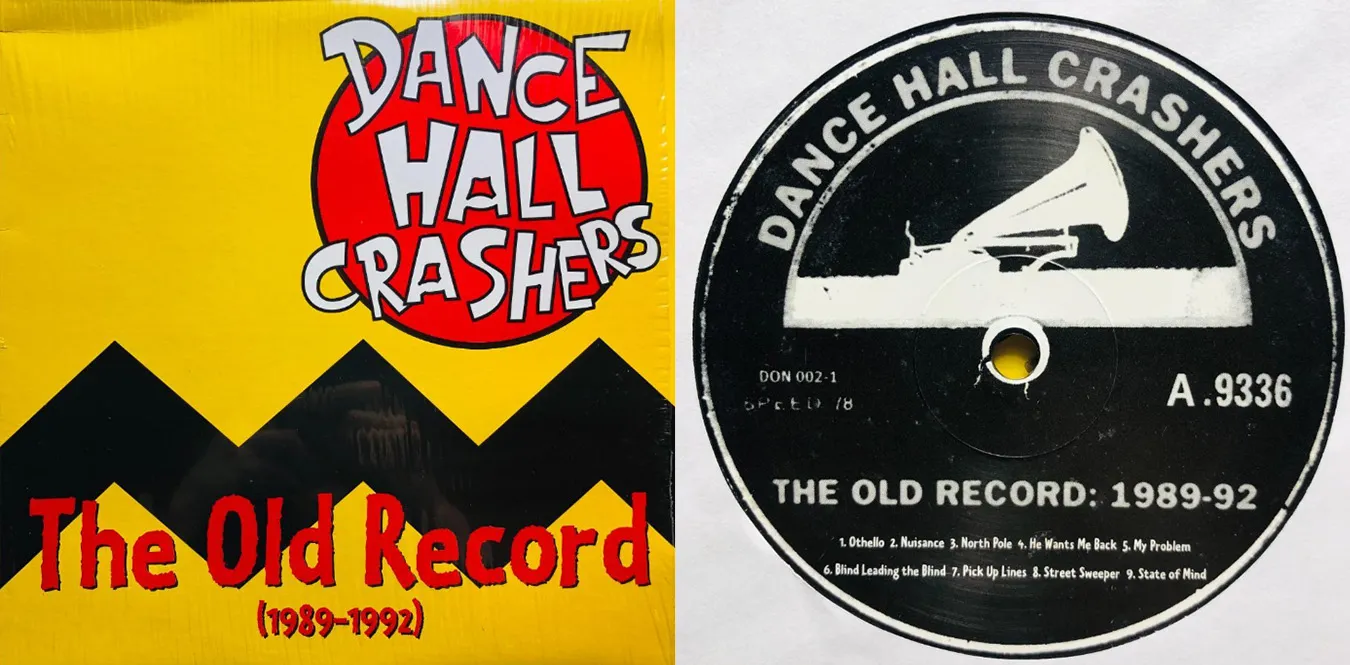 DANCE
HALL
CRASHERS
The Old Record
(1989-1992)
DANCE HALL CRASHERS
DON 002-1
SPEED 78
A.9336
THE OLD RECORD: 1989-92
1. Othello 2. Nuisance 3. North Pole 4. He Wants Me Back 5. My Problem
6. Blind Leading the Blind 7. Pick Up Lines 8. Street Sweeper 9. State of Mind